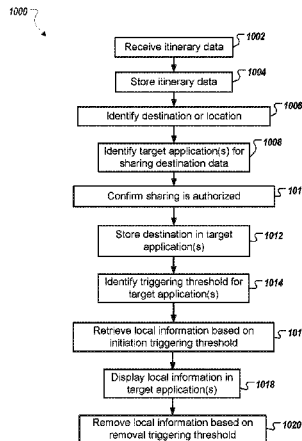 1000
Receive itinerary data
1002
Store itinerary data
1004
Identify destination or location
1006
Identify target application(s) for
sharing destination data
1008
Confirm sharing is authorized
101
Store destination in target
application(s)
1012
Identify triggering threshold for
target application(s)
1014
Retrieve local information based on
initiation triggering threshold
101
Display local information in
target application(s)
1018
Remove local information based on
removal triggering threshold
1020